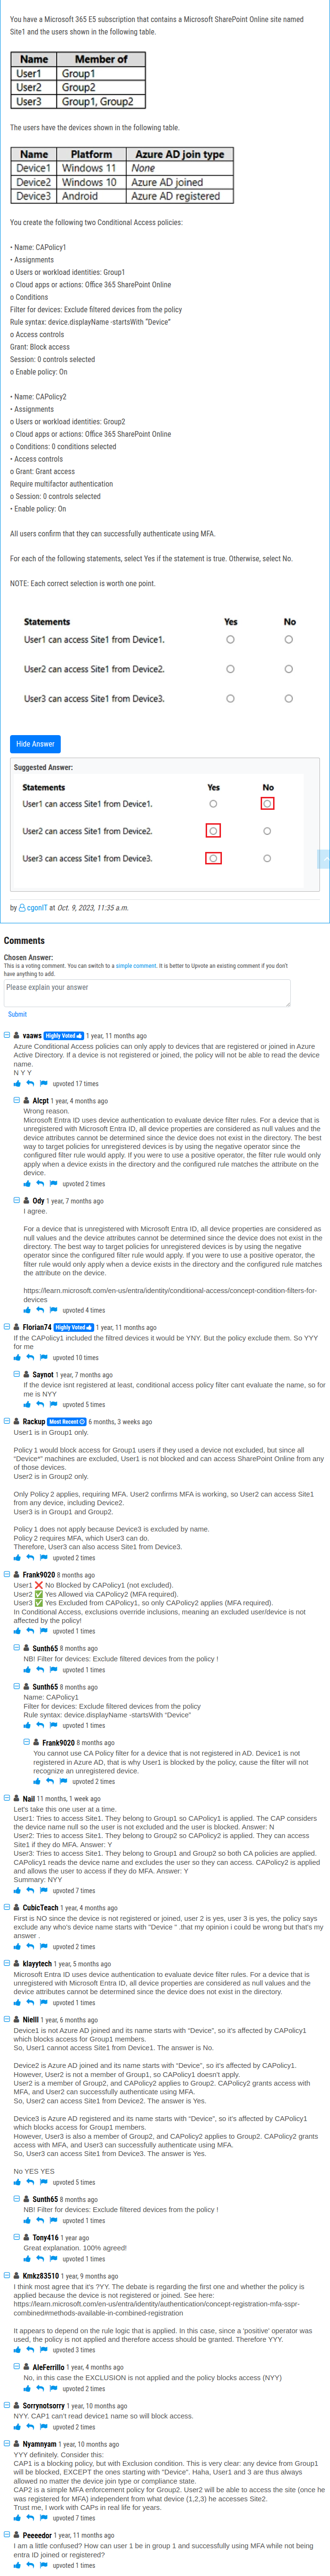 You have a Microsoft 365 E5 subscription that contains a Microsoft SharePoint Online site named
Site1 and the users shown in the following table.
Name Member of
User1 Group1
User2 Group2
User3 Group1, Group2
The users have the devices shown in the following table.
Name Platform Azure AD join type
Device1 Windows 11 None
Device2 Windows 10 Azure AD joined
Device3 Android Azure AD registered
You create the following two Conditional Access policies:
• Name: CAPolicy1
• Assignments
o Users or workload identities: Group1
o Cloud apps or actions: Office 365 SharePoint Online
o Conditions
Filter for devices: Exclude filtered devices from the policy
Rule syntax: device.displayName -startsWith "Device"
o Access controls
Grant: Block access
Session: 0 controls selected
o Enable policy: On
• Name: CAPolicy2
• Assignments
o Users or workload identities: Group2
o Cloud apps or actions: Office 365 SharePoint Online
o Conditions: 0 conditions selected
• Access controls
o Grant: Grant access
Require multifactor authentication
o Session: 0 controls selected
• Enable policy: On
All users confirm that they can successfully authenticate using MFA.
For each of the following statements, select Yes if the statement is true. Otherwise, select No.
NOTE: Each correct selection is worth one point.
Statements Yes No
User1 can access Site1 from Device1.
User2 can access Site1 from Device2.
User3 can access Site1 from Device3.
Hide Answer
Suggested Answer:
Statements Yes No
User1 can access Site1 from Device1.
User2 can access Site1 from Device2.
User3 can access Site1 from Device3.
by cgonIT at Oct. 9, 2023, 11:35 a.m.
Comments
Chosen Answer:
This is a voting comment. You can switch to a simple comment. It is better to Upvote an existing comment if you don't
have anything to add.
Please explain your answer
Submit
vaaws Highly Voted 1 year, 11 months ago
Azure Conditional Access policies can only apply to devices that are registered or joined in Azure
Active Directory. If a device is not registered or joined, the policy will not be able to read the device
name.
N Y Y
upvoted 17 times
Alcpt 1 year, 4 months ago
Wrong reason.
Microsoft Entra ID uses device authentication to evaluate device filter rules. For a device that is
unregistered with Microsoft Entra ID, all device properties are considered as null values and the
device attributes cannot be determined since the device does not exist in the directory. The best
way to target policies for unregistered devices is by using the negative operator since the
configured filter rule would apply. If you were to use a positive operator, the filter rule would only
apply when a device exists in the directory and the configured rule matches the attribute on the
device.
upvoted 2 times
Ody 1 year, 7 months ago
I agree.
For a device that is unregistered with Microsoft Entra ID, all device properties are considered as
null values and the device attributes cannot be determined since the device does not exist in the
directory. The best way to target policies for unregistered devices is by using the negative
operator since the configured filter rule would apply. If you were to use a positive operator, the
filter rule would only apply when a device exists in the directory and the configured rule matches
the attribute on the device.
https://learn.microsoft.com/en-us/entra/identity/conditional-access/concept-condition-filters-for-
devices
upvoted 4 times
Florian74 Highly Voted 1 year, 11 months ago
If the CAPolicy1 included the filtred devices it would be YNY. But the policy exclude them. So YYY
for me
upvoted 10 times
Saynot 1 year, 7 months ago
If the device isnt registered at least, conditional access policy filter cant evaluate the name, so for
me is NYY
upvoted 5 times
Rackup Most Recent 6 months, 3 weeks ago
User1 is in Group1 only.
Policy 1 would block access for Group1 users if they used a device not excluded, but since all
"Device*" machines are excluded, User1 is not blocked and can access SharePoint Online from any
of those devices.
User2 is in Group2 only.
Only Policy 2 applies, requiring MFA. User2 confirms MFA is working, so User2 can access Site1
from any device, including Device2.
User3 is in Group1 and Group2.
Policy 1 does not apply because Device3 is excluded by name.
Policy 2 requires MFA, which User3 can do.
Therefore, User3 can also access Site1 from Device3.
upvoted 2 times
Frank9020 8 months ago
User1 ❌ No Blocked by CAPolicy1 (not excluded).
User2 ✅ Yes Allowed via CAPolicy2 (MFA required).
User3 ✅ Yes Excluded from CAPolicy1, so only CAPolicy2 applies (MFA required).
In Conditional Access, exclusions override inclusions, meaning an excluded user/device is not
affected by the policy!
upvoted 1 times
Sunth65 8 months ago
NB! Filter for devices: Exclude filtered devices from the policy !
upvoted 1 times
Sunth65 8 months ago
Name: CAPolicy1
Filter for devices: Exclude filtered devices from the policy
Rule syntax: device.displayName -startsWith "Device"
upvoted 1 times
Frank9020 8 months ago
You cannot use CA Policy filter for a device that is not registered in AD. Device1 is not
registered in Azure AD, that is why User1 is blocked by the policy, cause the filter will not
recognize an unregistered device.
upvoted 2 times
Nail 11 months, 1 week ago
Let's take this one user at a time.
User1: Tries to access Site1. They belong to Group1 so CAPolicy1 is applied. The CAP considers
the device name null so the user is not excluded and the user is blocked. Answer: N
User2: Tries to access Site1. They belong to Group2 so CAPolicy2 is applied. They can access
Site1 if they do MFA. Answer: Y
User3: Tries to access Site1. They belong to Group1 and Group2 so both CA policies are applied.
CAPolicy1 reads the device name and excludes the user so they can access. CAPolicy2 is applied
and allows the user to access if they do MFA. Answer: Y
Summary: NYY
upvoted 7 times
CubicTeach 1 year, 4 months ago
First is NO since the device is not registered or joined, user 2 is yes, user 3 is yes, the policy says
exclude any who's device name starts with "Device " .that my opinion i could be wrong but that's my
answer .
upvoted 2 times
klayytech 1 year, 5 months ago
Microsoft Entra ID uses device authentication to evaluate device filter rules. For a device that is
unregistered with Microsoft Entra ID, all device properties are considered as null values and the
device attributes cannot be determined since the device does not exist in the directory.
upvoted 1 times
Nielll 1 year, 6 months ago
Device1 is not Azure AD joined and its name starts with "Device", so it's affected by CAPolicy1
which blocks access for Group1 members.
So, User1 cannot access Site1 from Device1. The answer is No.
Device2 is Azure AD joined and its name starts with "Device", so it's affected by CAPolicy1.
However, User2 is not a member of Group1, so CAPolicy1 doesn't apply.
User2 is a member of Group2, and CAPolicy2 applies to Group2. CAPolicy2 grants access with
MFA, and User2 can successfully authenticate using MFA.
So, User2 can access Site1 from Device2. The answer is Yes.
Device3 is Azure AD registered and its name starts with "Device", so it's affected by CAPolicy1
which blocks access for Group1 members.
However, User3 is also a member of Group2, and CAPolicy2 applies to Group2. CAPolicy2 grants
access with MFA, and User3 can successfully authenticate using MFA.
So, User3 can access Site1 from Device3. The answer is Yes.
No YES YES
upvoted 5 times
Sunth65 8 months ago
NB! Filter for devices: Exclude filtered devices from the policy !
upvoted 1 times
Tony416 1 year ago
Great explanation. 100% agreed!
upvoted 1 times
Kmkz83510 1 year, 9 months ago
I think most agree that it's ?YY. The debate is regarding the first one and whether the policy is
applied because the device is not registered or joined. See here:
https://learn.microsoft.com/en-us/entra/identity/authentication/concept-registration-mfa-sspr-
combined#methods-available-in-combined-registration
It appears to depend on the rule logic that is applied. In this case, since a 'positive' operator was
used, the policy is not applied and therefore access should be granted. Therefore YYY.
upvoted 3 times
AleFerrillo 1 year, 4 months ago
No, in this case the EXCLUSION is not applied and the policy blocks access (NYY)
upvoted 2 times
Sorrynotsorry 1 year, 10 months ago
NYY. CAP1 can't read device1 name so will block access.
upvoted 2 times
Nyamnyam 1 year, 10 months ago
YYY definitely. Consider this:
CAP1 is a blocking policy, but with Exclusion condition. This is very clear: any device from Group1
will be blocked, EXCEPT the ones starting with "Device". Haha, User1 and 3 are thus always
allowed no matter the device join type or compliance state.
CAP2 is a simple MFA enforcement policy for Group2. User2 will be able to access the site (once he
was registered for MFA) independent from what device (1,2,3) he accesses Site2.
Trust me, I work with CAPs in real life for years.
upvoted 7 times
Peeeedor 1 year, 11 months ago
I am a little confused? How can user 1 be in group 1 and successfully using MFA while not being
entra ID joined or registered?
upvoted 1 times